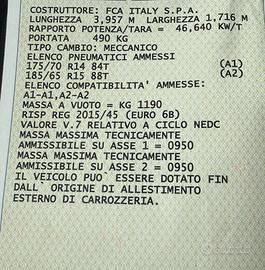 COSTRUTTORE: FCA ITALY S.P.A.
LUNGHEZZA 3,957 M LARGHEZZA 1,716 M
RAPPORTO POTENZA/TARA = 46,640 KW/T
PORTATA 490 KG
TIPO CAMBIO: MECCANICO
ELENCO PNEUMATICI AMMESSI
175/70 R14 84T (A1)
185/65 R15 88T (A2)
ELENCO COMPATIBILITA` AMMESSE:
A1-A1,A2-A2
MASSA A VUOTO = KG 1190
RISP REG 2015/45 (EURO 6B)
VALORE V.7 RELATIVO A CICLO NEDC
MASSA MASSIMA TECNICAMENTE
AMMISSIBILE SU ASSE 1 = 0950
MASSA MASSIMA TECNICAMENTE
AMMISSIBILE SU ASSE 2 = 0950
IL VEICOLO PUO` ESSERE DOTATO FIN
DALL` ORIGINE DI ALLESTIMENTO
ESTERNO DI CARROZZERIA.
subito